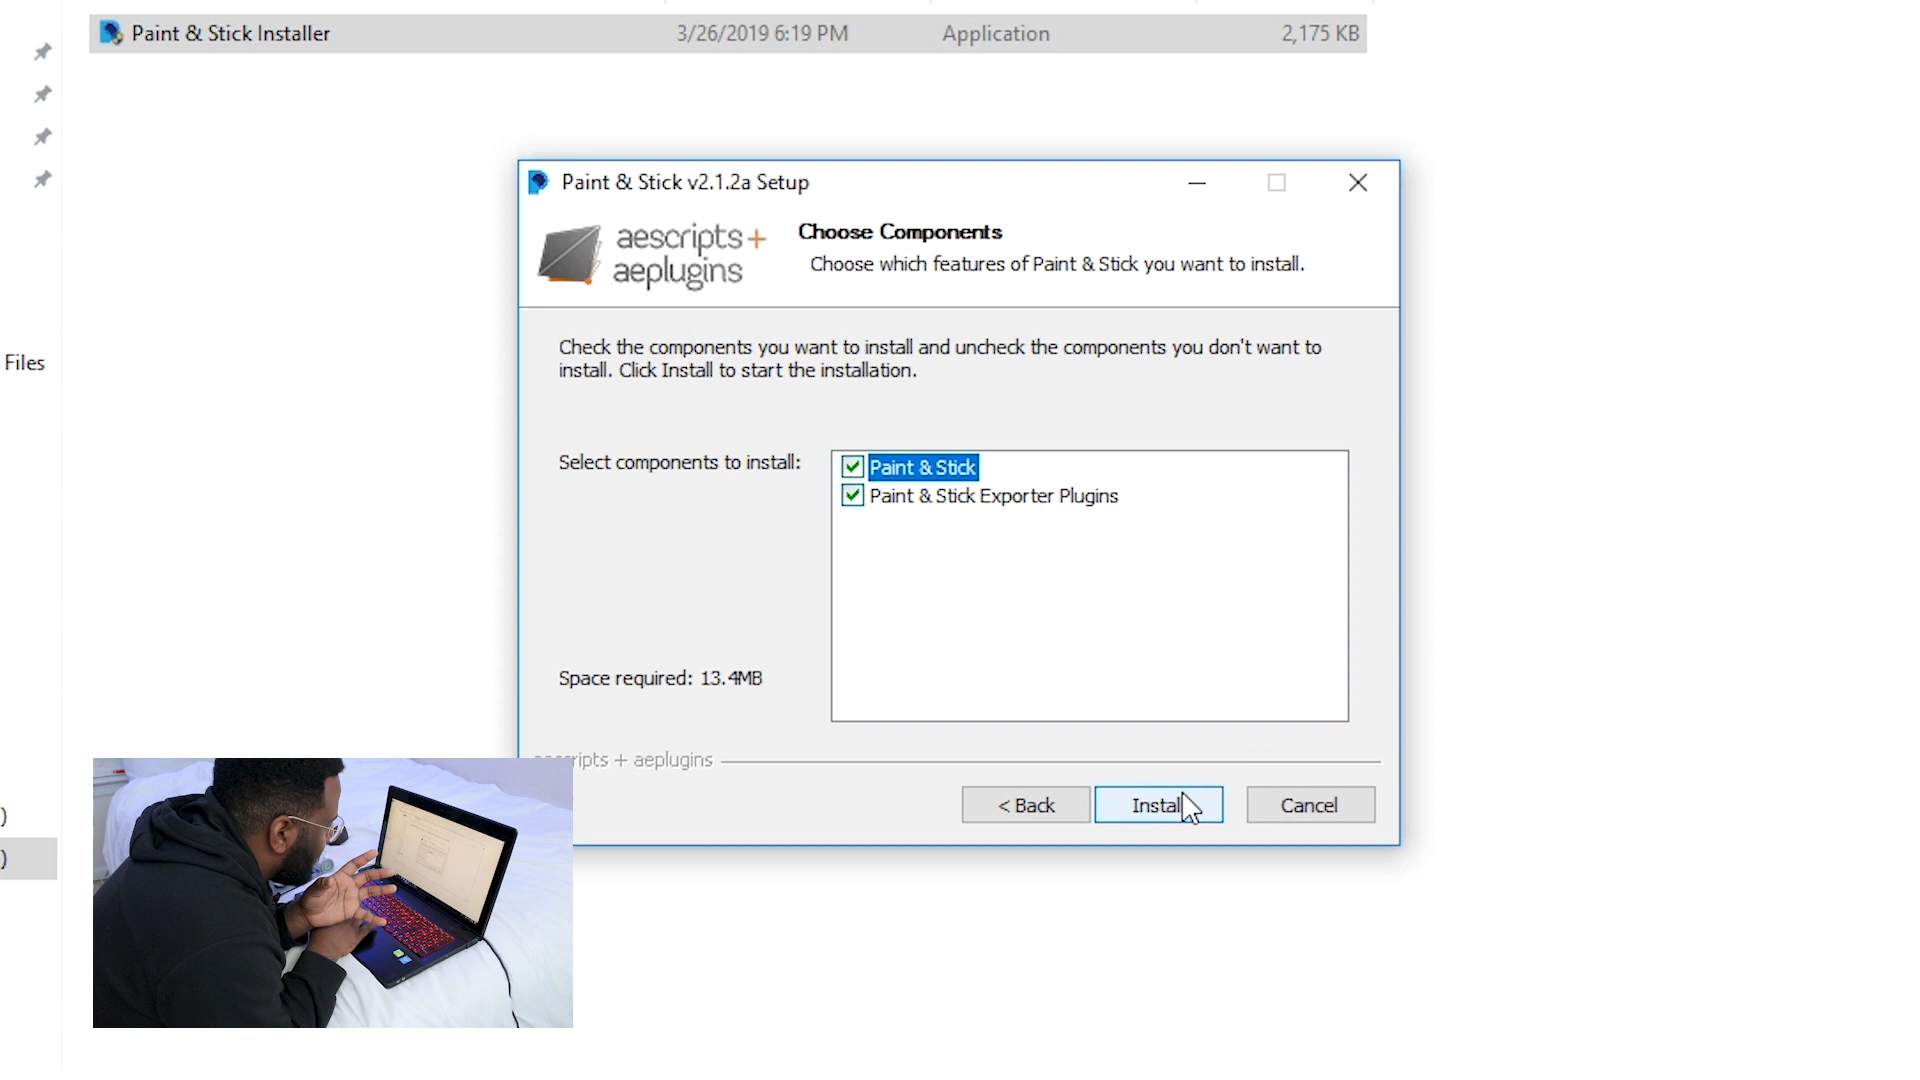 Paint & Stick Installer 3/26/2019 6:19 PM Application 2,175 KB
Files
)
)
Paint & Stick v2.1.2a Setup
aescripts+
aeplugins
Choose Components
Choose which features of Paint & Stick you want to install.
Check the components you want to install and uncheck the components you don't want to
install. Click Install to start the installation.
Select components to install:
Paint & Stick
Paint & Stick Exporter Plugins
Space required: 13.4MB
aescripts + aeplugins
< Back
Install
Cancel